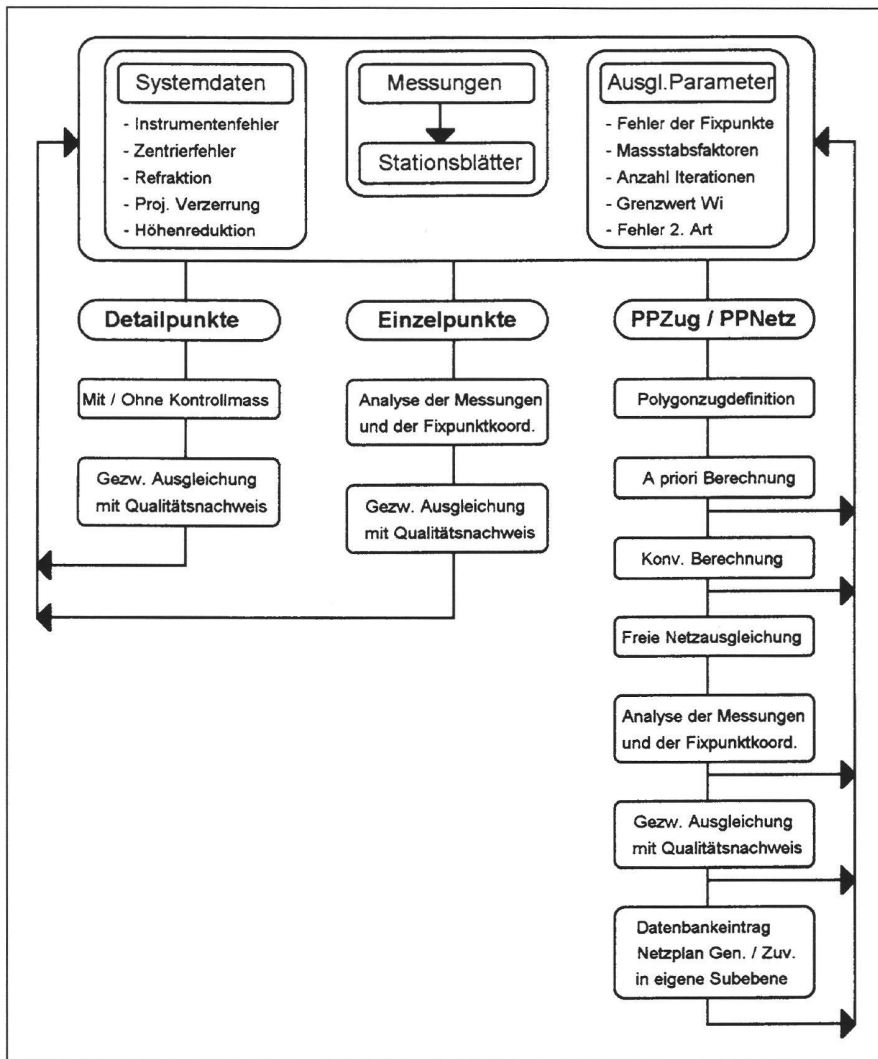 Systemdaten
- Instrumentenfehler
- Zentrierfehler
- Refraktion
- Proj. Verzerrung
- Höhenreduktion
Messungen
Stationsblätter
Ausgl.Parameter
- Fehler der Fixpunkte
- Massstabsfaktoren
- Anzahl Iterationen
- Grenzwert Wi
- Fehler 2. Art
Detailpunkte
Mit / Ohne Kontrollmass
Gezw. Ausgleichung
mit Qualitätsnachweis
Einzelpunkte
Analyse der Messungen
und der Fixpunktkoord.
Gezw. Ausgleichung
mit Qualitätsnachweis
PPZug / PPNetz
Polygonzugdefinition
A priori Berechnung
Konv. Berechnung
Freie Netzausgleichung
Analyse der Messungen
und der Fixpunktkoord.
Gezw. Ausgleichung
mit Qualitätsnachweis
Datenbankeintrag
Netzplan Gen. / Zuv.
in eigene Subebene